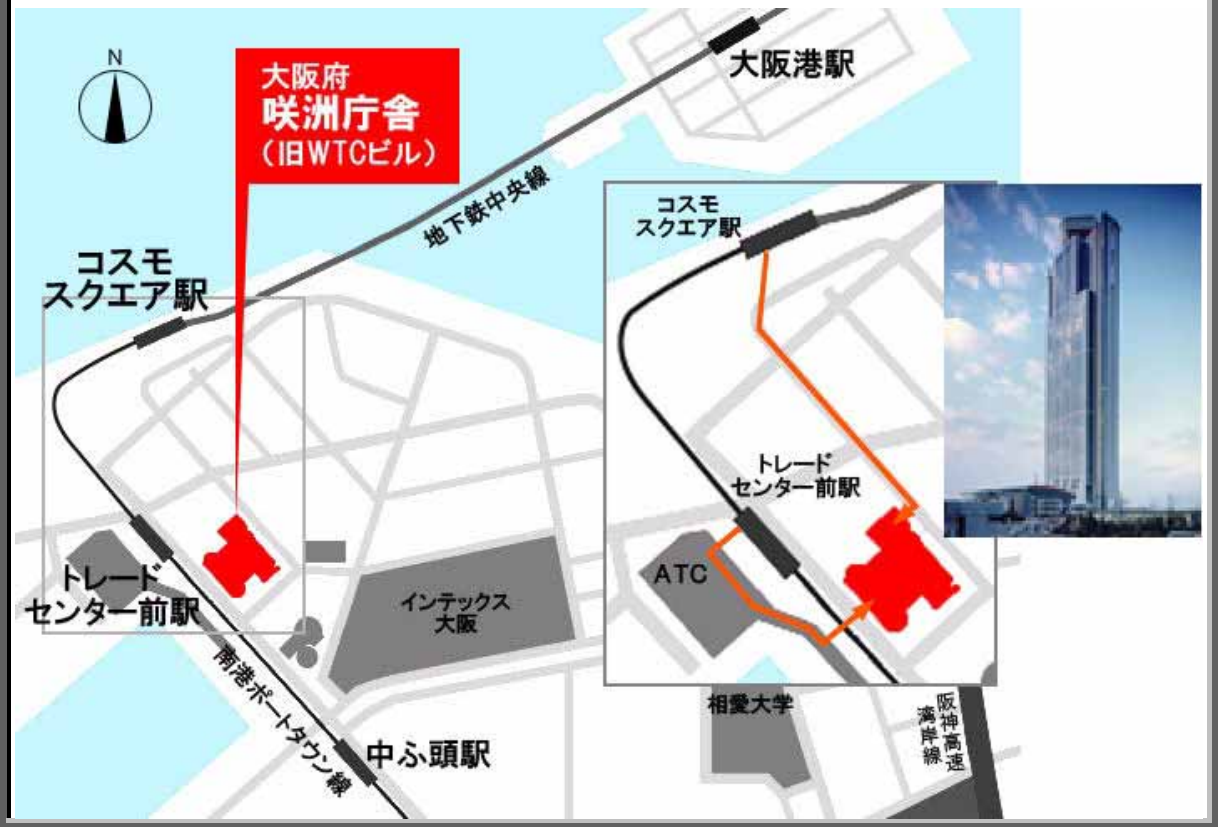 N
大阪府
咲洲庁舎
（旧WTCビル）
大阪港駅
地下鉄中央線
コスモ
スクエア駅
コスモ
スクエア駅
トレード
センター前駅
ATC
トレード
センター前駅
インテックス
大阪
南港ポートタウン線
中ふ頭駅
相愛大学
阪神高速
湾岸線